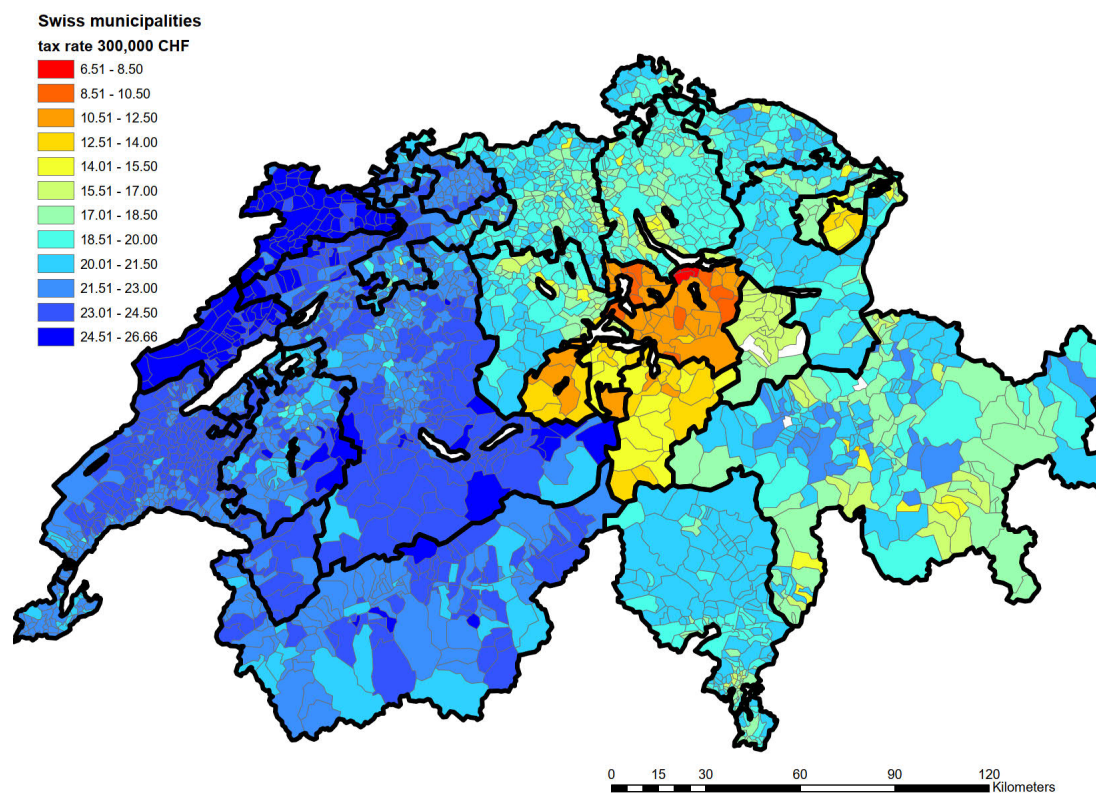 Swiss municipalities
tax rate 300,000 CHF
6.51 - 8.50
8.51 - 10.50
10.51 - 12.50
12.51 - 14.00
14.01 - 15.50
15.51 - 17.00
17.01 - 18.50
18.51 - 20.00
20.01 - 21.50
21.51 - 23.00
23.01 - 24.50
24.51 - 26.66
0 15 30 60 90 120
Kilometers